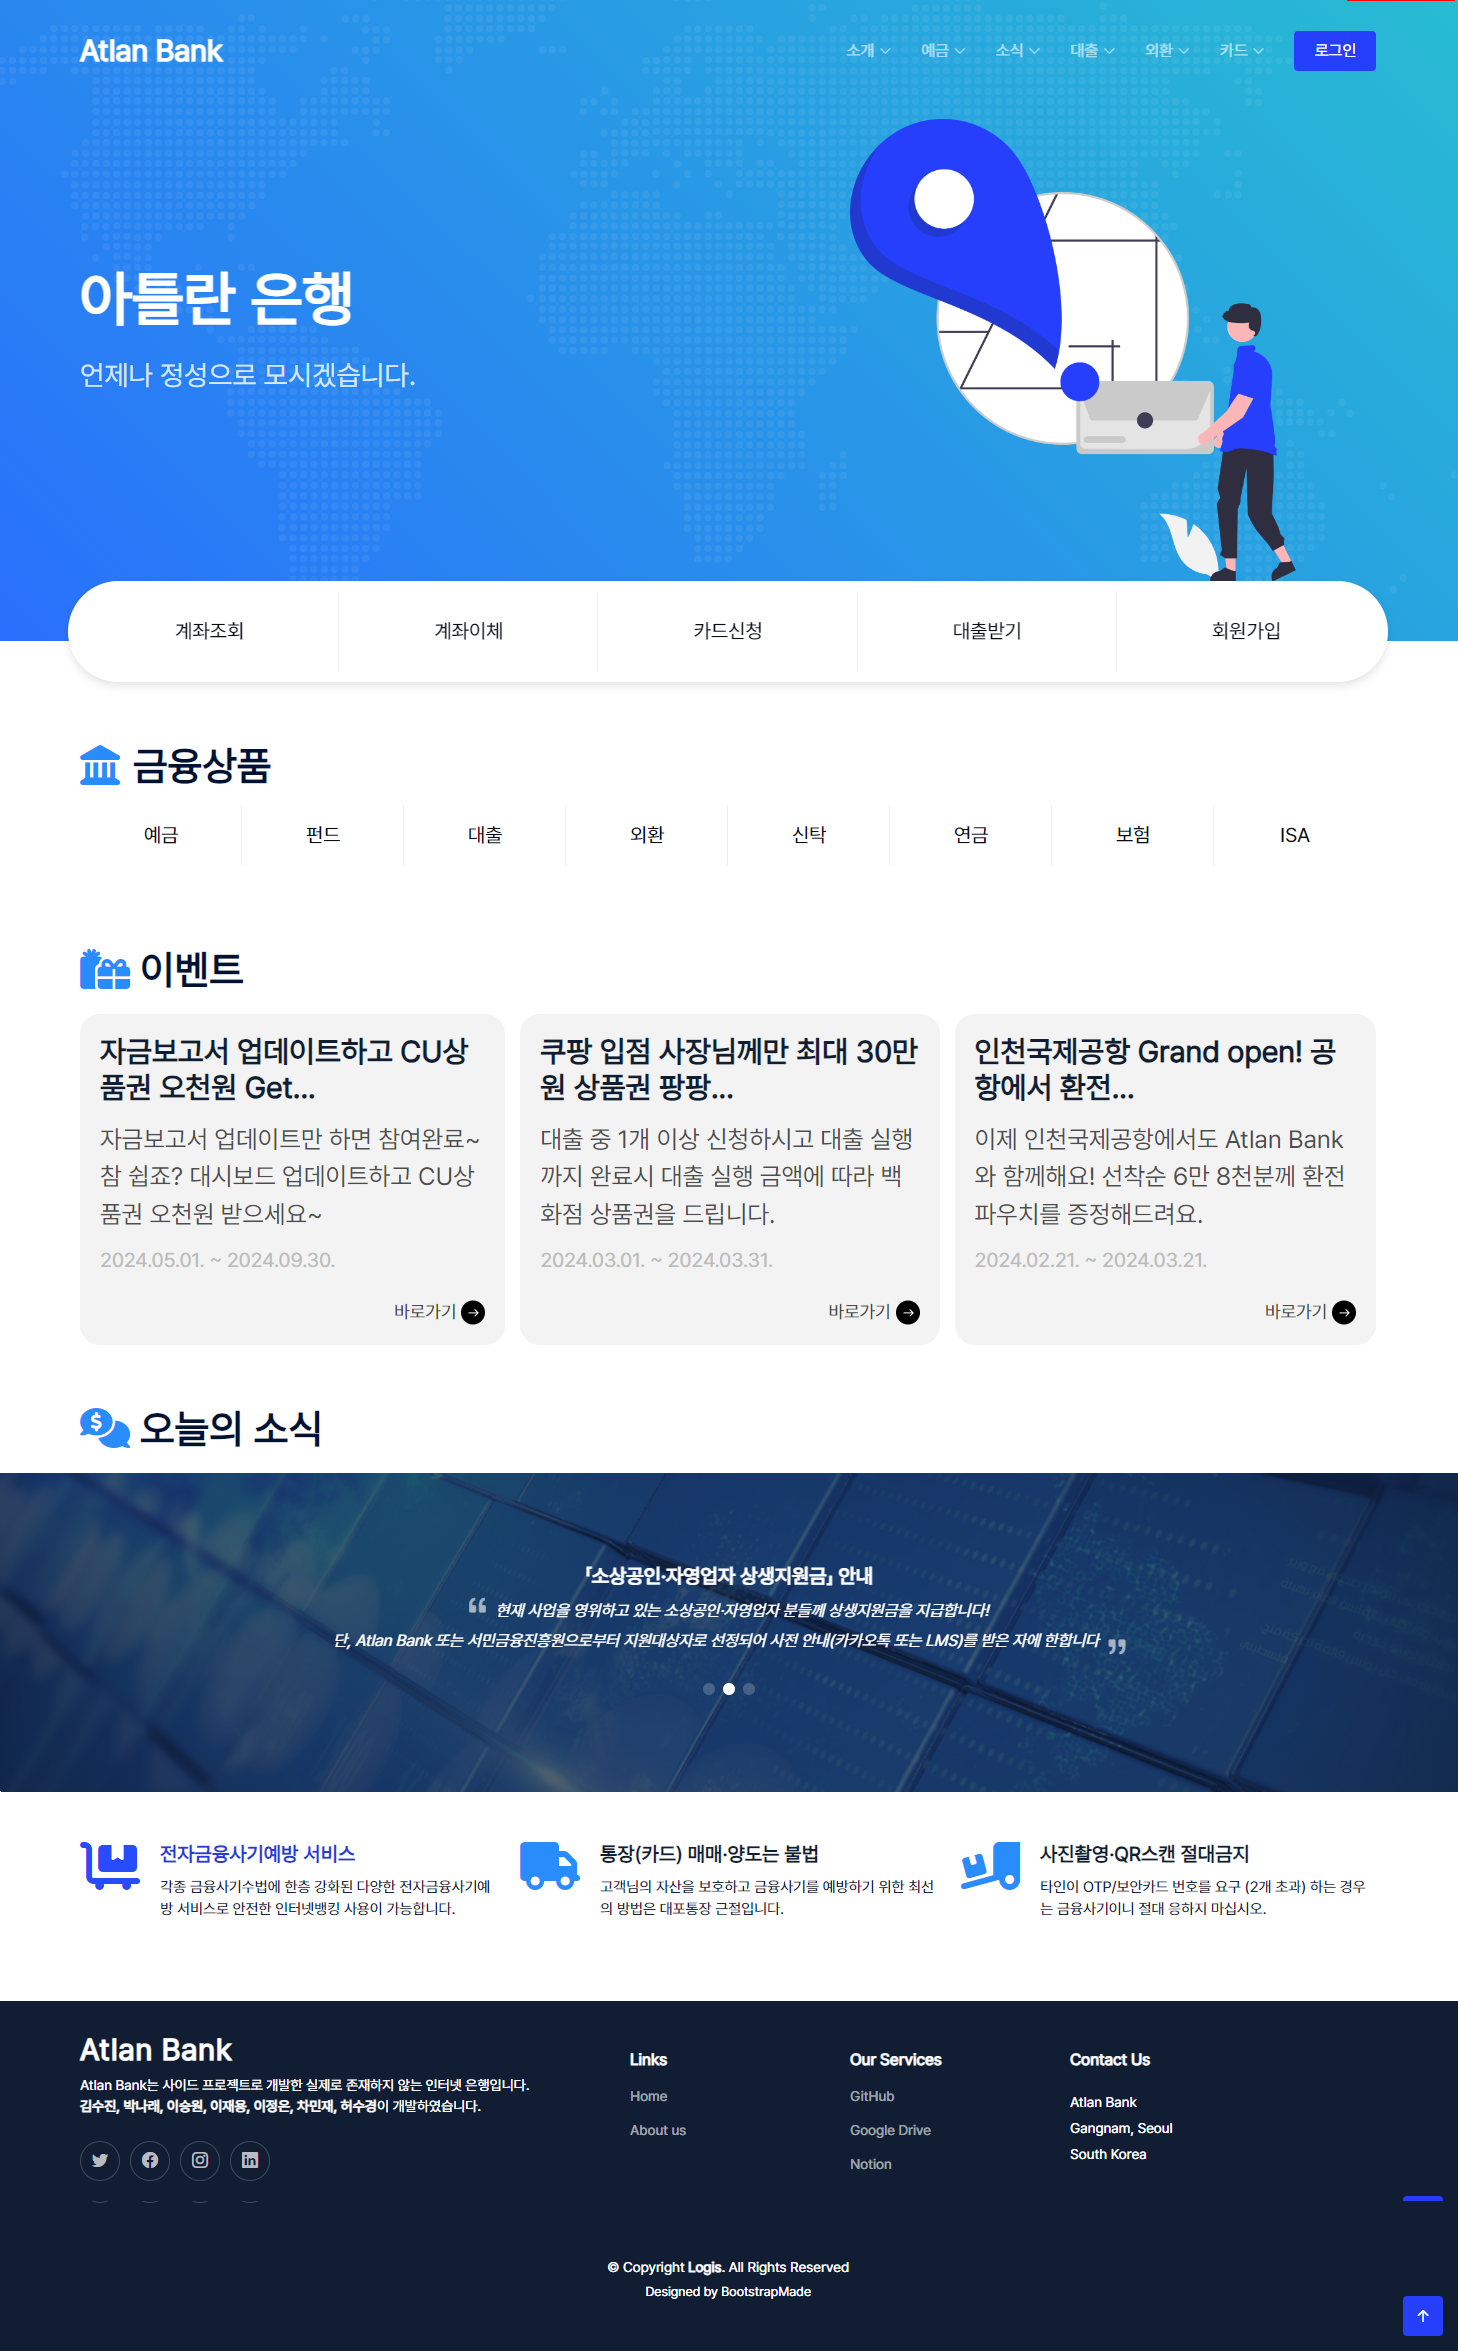 Atlan Bank
소개 예금 소식 대출 외환 카드 로그인
아틀란 은행
언제나 정성으로 모시겠습니다.
계좌조회 계좌이체 카드신청 대출받기 회원가입
금융상품
예금 펀드 대출 외환 신탁 연금 보험 ISA
이벤트
자금보고서 업데이트하고 CU상
품권 오천원 Get...
자금보고서 업데이트만 하면 참여완료~
참 쉽죠? 대시보드 업데이트하고 CU상
품권 오천원 받으세요~
2024.05.01. ~ 2024.09.30.
바로가기
쿠팡 입점 사장님께만 최대 30만
원 상품권 팡팡...
대출 중 1개 이상 신청하시고 대출 실행
까지 완료시 대출 실행 금액에 따라 백
화점 상품권을 드립니다.
2024.03.01. ~ 2024.03.31.
바로가기
인천국제공항 Grand open! 공
항에서 환전...
이제 인천국제공항에서도 Atlan Bank
와 함께해요! 선착순 6만 8천분께 환전
파우치를 증정해드려요.
2024.02.21. ~ 2024.03.21.
바로가기
오늘의 소식
「소상공인·자영업자 상생지원금」 안내
“ 현재 사업을 영위하고 있는 소상공인·자영업자 분들께 상생지원금을 지급합니다!
단, Atlan Bank 또는 서민금융진흥원으로부터 지원대상자로 선정되어 사전 안내(카카오톡 또는 LMS)를 받은 자에 한합니다 ”
전자금융사기예방 서비스
각종 금융사기수법에 한층 강화된 다양한 전자금융사기예
방 서비스로 안전한 인터넷뱅킹 사용이 가능합니다.
통장(카드) 매매·양도는 불법
고객님의 자산을 보호하고 금융사기를 예방하기 위한 최선
의 방법은 대포통장 근절입니다.
사진촬영·QR스캔 절대금지
타인이 OTP/보안카드 번호를 요구 (2개 초과) 하는 경우
는 금융사기이니 절대 응하지 마십시오.
Atlan Bank
Atlan Bank는 사이드 프로젝트로 개발한 실제로 존재하지 않는 인터넷 은행입니다.
김수진, 박나래, 이승원, 이재용, 이정은, 차민재, 허수경이 개발하였습니다.
Links
Home
About us
Our Services
GitHub
Google Drive
Notion
Contact Us
Atlan Bank
Gangnam, Seoul
South Korea
© Copyright Logis. All Rights Reserved
Designed by BootstrapMade